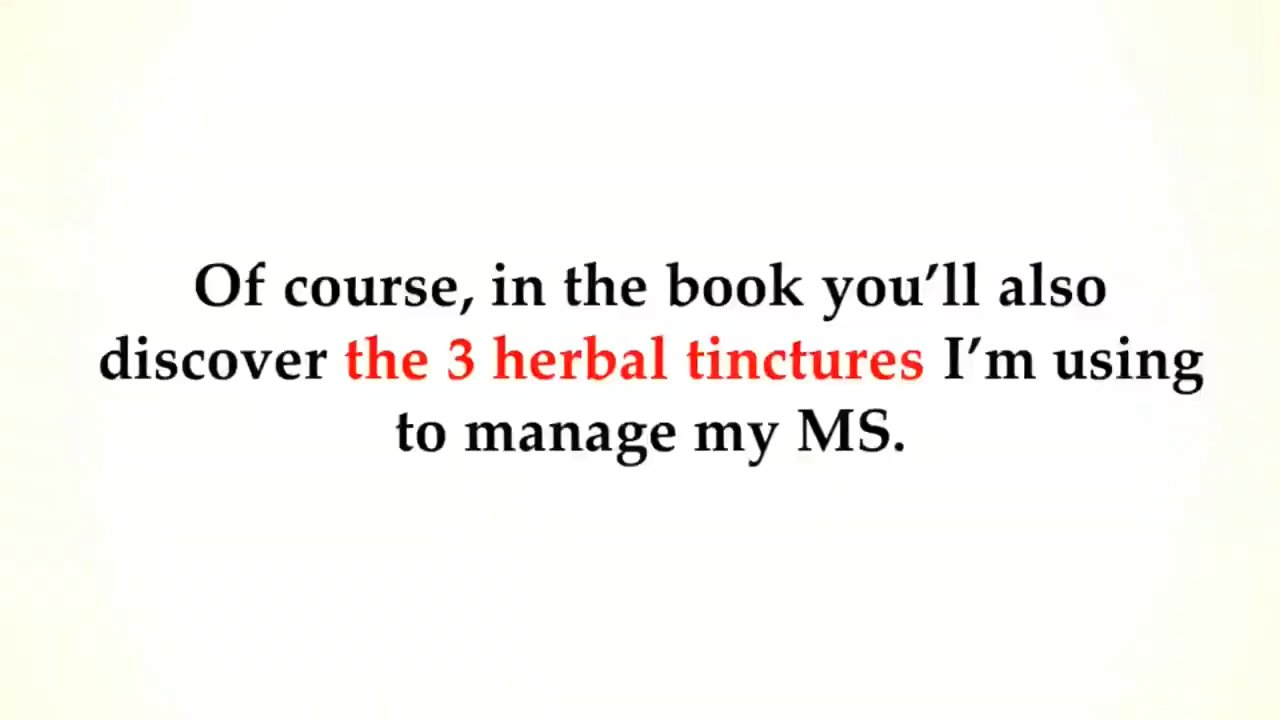 Of course, in the book you’ll also
discover the 3 herbal tinctures I’m using
to manage my MS.